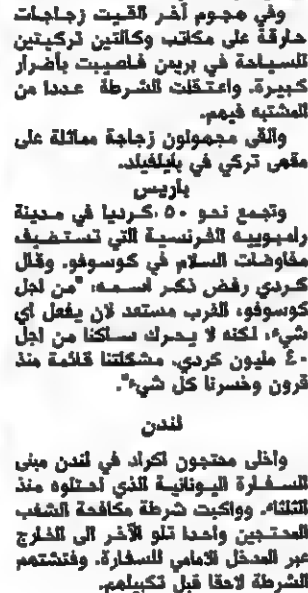 وفي هجوم آخر القيت زجاجات
حارقة على مكاتب وكالتين تركيتين
للسياحة في بريمن فاصيبت باضرار
كبيرة. واعتقلت الشرطة عددا من
المشتبه فيهم.
والقى مجهولون زجاجة مماثلة على
مقهى تركي في بليلفيلد.
باريس
وتجمع نحو ٥٠ كرديا في مدينة
رامبوييه الفرنسية التي تستضيف
مفاوضات السلام في كوسوفو. وقال
كردي رفض ذكر اسمه: "من اجل
كوسوفو، الغرب مستعد لان يفعل اي
شيء، لكنه لا يحرك ساكنا من اجل
٤٠ مليون كردي. مشكلتنا قائمة منذ
قرون وخسرنا كل شيء".
لندن
واخلى محتجون اكراد في لندن مبنى
السفارة اليونانية الذي احتلوه منذ
الثلثاء. وواكبت شرطة مكافحة الشغب
المحتجين واحدا تلو الآخر الى الخارج
عبر المدخل الامامي للسفارة. وفتشتهم
الشرطة لاحقا قبل تكبيلهم.